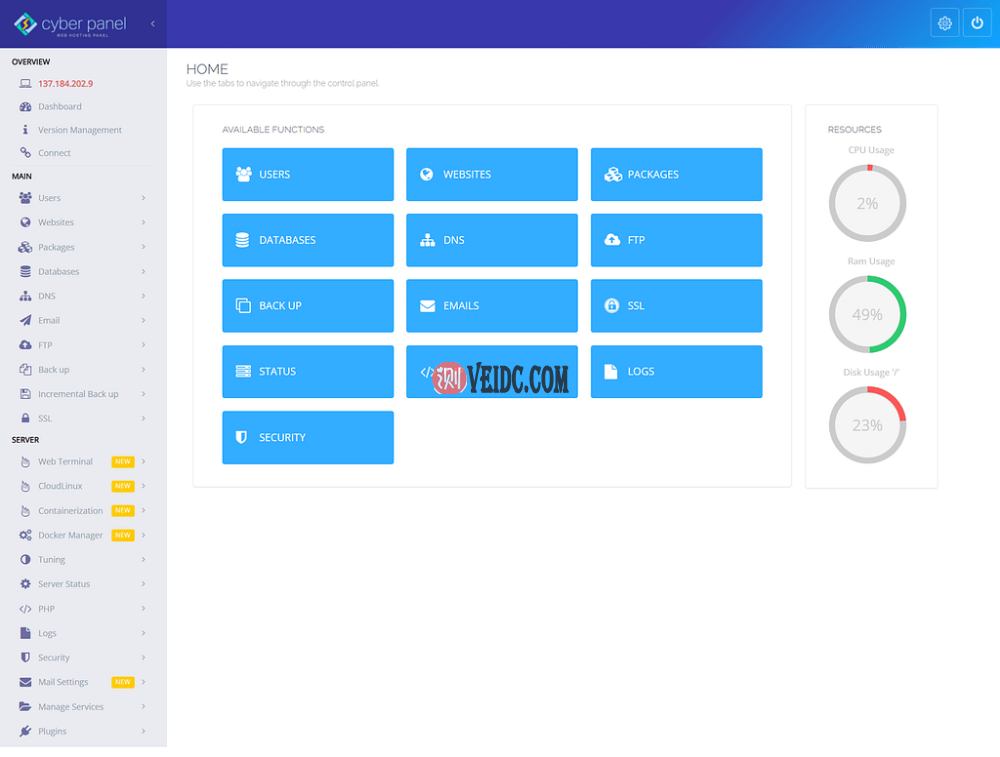 cyber panel
WEB HOSTING PANEL
OVERVIEW
137.184.202.9
Dashboard
Version Management
Connect
MAIN
Users
Websites
Packages
Databases
DNS
Email
FTP
Back up
Incremental Back up
SSL
SERVER
Web Terminal NEW
CloudLinux NEW
Containerization NEW
Docker Manager NEW
Tuning
Server Status
PHP
Logs
Security
Mail Settings NEW
Manage Services
Plugins
HOME
Use the tabs to navigate through the control panel.
AVAILABLE FUNCTIONS
USERS
WEBSITES
PACKAGES
DATABASES
DNS
FTP
BACK UP
EMAILS
SSL
STATUS
VEIDC.COM
LOGS
SECURITY
RESOURCES
CPU Usage
2%
Ram Usage
49%
Disk Usage '/'
23%